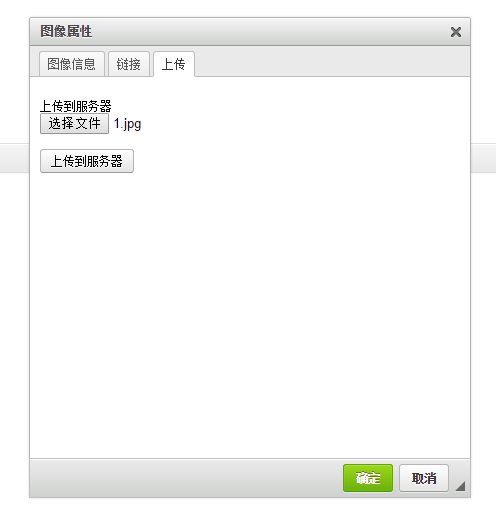 图像属性
图像信息 链接 上传
上传到服务器
选择文件 1.jpg
上传到服务器
确定 取消